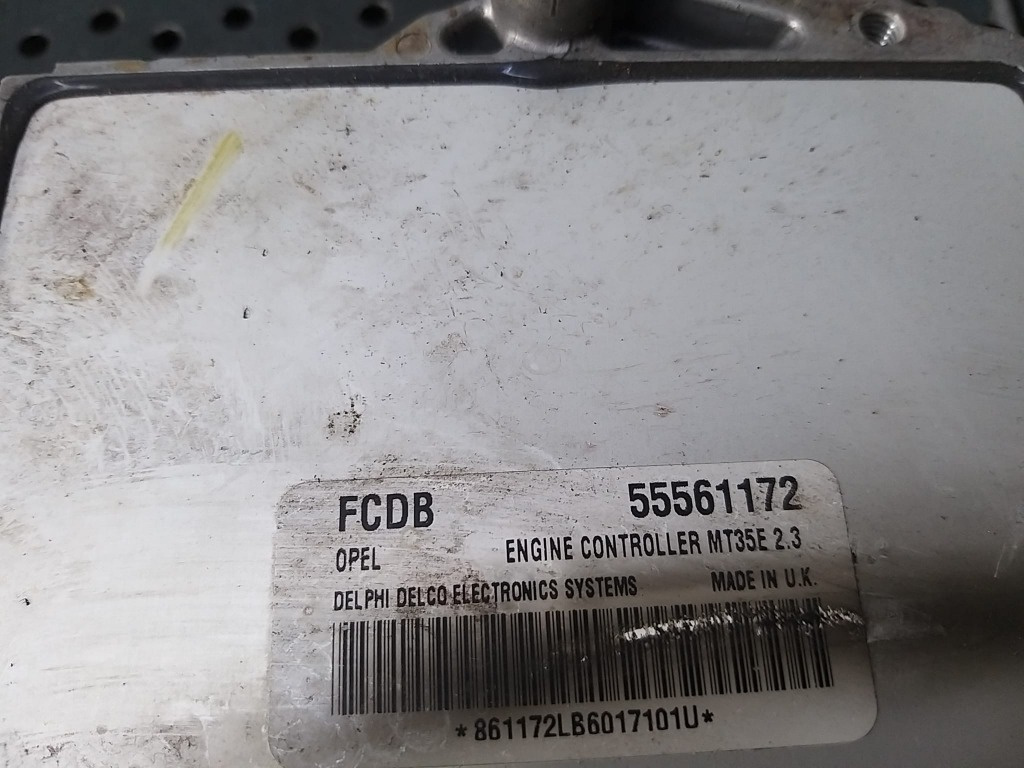 FCDB 55561172
OPEL ENGINE CONTROLLER MT35E 2.3
DELPHI DELCO ELECTRONICS SYSTEMS MADE IN U.K.
*861172LB6017101U*